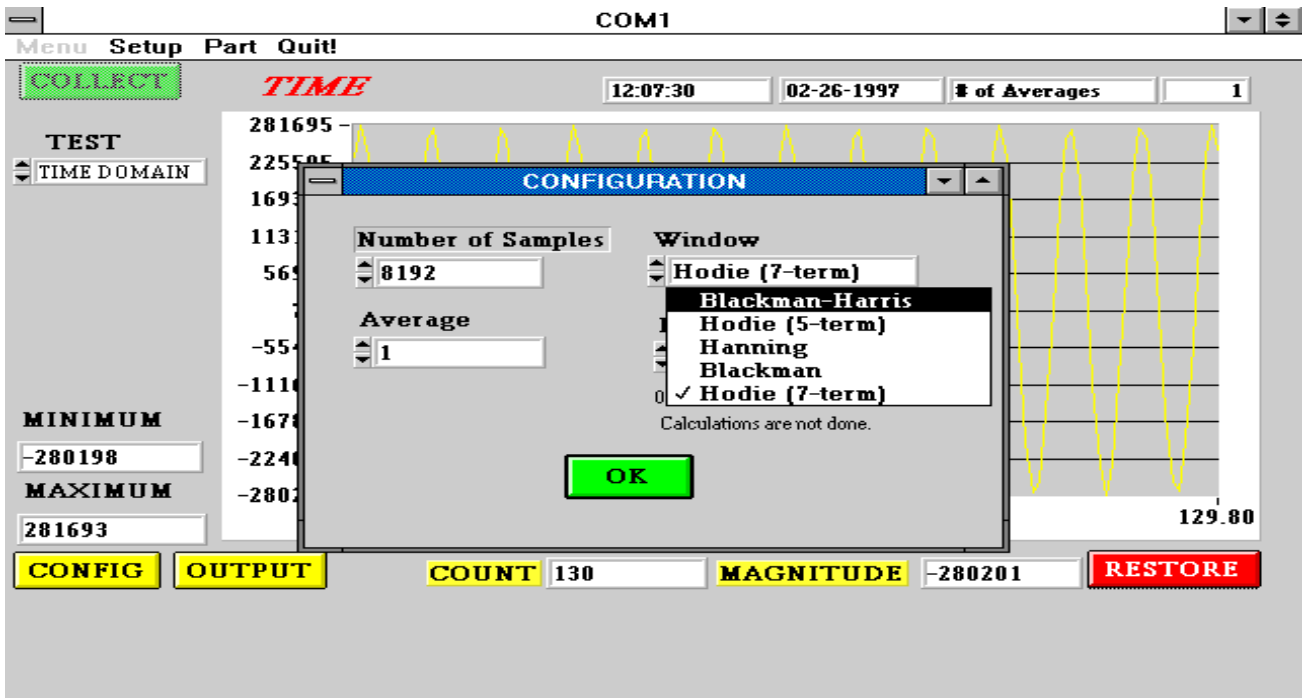 COM1
Menu Setup Part Quit!
COLLECT
TIME
12:07:30
02-26-1997
# of Averages
1
TEST
TIME DOMAIN
281695
MINIMUM
-280198
MAXIMUM
281693
129.80
CONFIGURATION
Number of Samples
8192
Average
1
Window
Hodie (7-term)
Blackman-Harris
Hodie (5-term)
Hanning
Blackman
✓ Hodie (7-term)
Calculations are not done.
OK
CONFIG
OUTPUT
COUNT
130
MAGNITUDE
-280201
RESTORE